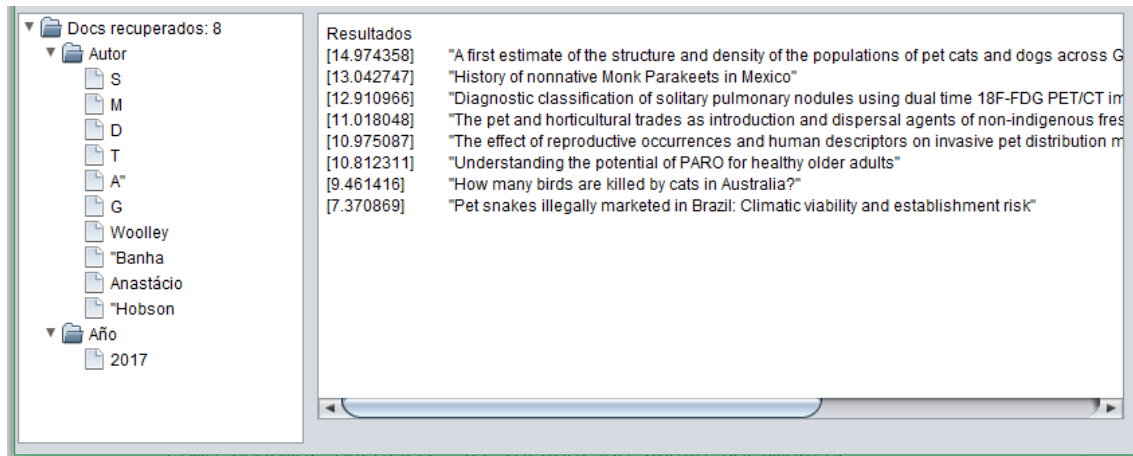 Docs recuperados: 8
Autor
S
M
D
T
A"
G
Woolley
"Banha
Anastácio
"Hobson
Año
2017
Resultados
[14.974358] "A first estimate of the structure and density of the populations of pet cats and dogs across G
[13.042747] "History of nonnative Monk Parakeets in Mexico"
[12.910966] "Diagnostic classification of solitary pulmonary nodules using dual time 18F-FDG PET/CT im
[11.018048] "The pet and horticultural trades as introduction and dispersal agents of non-indigenous fres
[10.975087] "The effect of reproductive occurrences and human descriptors on invasive pet distribution m
[10.812311] "Understanding the potential of PARO for healthy older adults"
[9.461416] "How many birds are killed by cats in Australia?"
[7.370869] "Pet snakes illegally marketed in Brazil: Climatic viability and establishment risk"